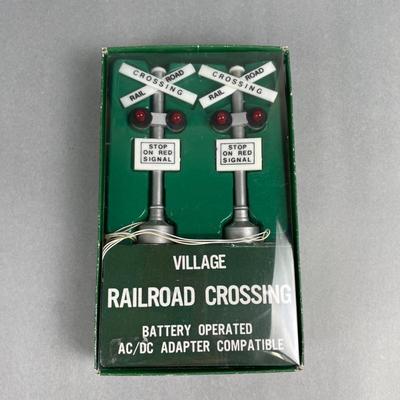 CROSSING
RAIL ROAD
STOP
ON RED
SIGNAL
CROSSING
RAIL ROAD
STOP
ON RED
SIGNAL
VILLAGE
RAILROAD CROSSING
BATTERY OPERATED
AC/DC ADAPTER COMPATIBLE